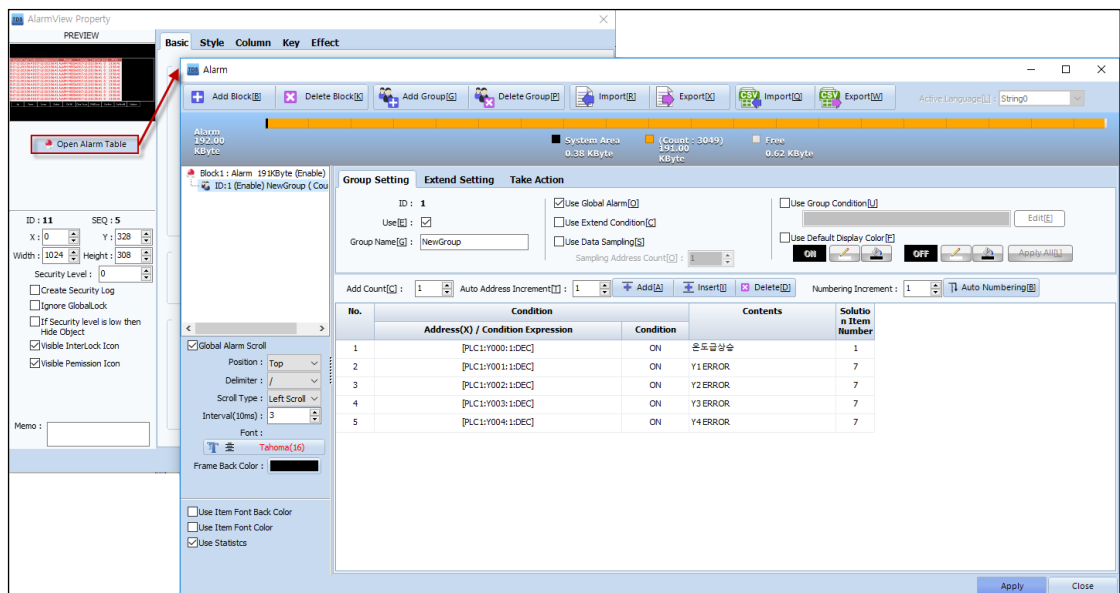 AlarmView Property
PREVIEW
Basic Style Column Key Effect
Open Alarm Table
ID : 11 SEQ : 5
X : 0 Y : 328
Width : 1024 Height : 308
Security Level : 0
Create Security Log
Ignore GlobalLock
If Security level is low then
Hide Object
Visible InterLock Icon
Visible Pemission Icon
Memo :
Alarm
Add Block[B] Delete Block[K] Add Group[G] Delete Group[P] Import[R] Export[X] CSV Import[Q] CSV Export[W] Active Language[L] : String0
Alarm
192.00
KByte
System Area
0.38 KByte
(Count : 3049)
191.00
KByte
Free
0.62 KByte
Block1 : Alarm 191KByte (Enable)
ID:1 (Enable) NewGroup ( Cou
Global Alarm Scroll
Position : Top
Delimiter : /
Scroll Type : Left Scroll
Interval(10ms) : 3
Font :
Tahoma(16)
Frame Back Color :
Use Item Font Back Color
Use Item Font Color
Use Statistcs
Group Setting Extend Setting Take Action
ID : 1
Use[E] :
Group Name[G] : NewGroup
Use Global Alarm[O]
Use Extend Condition[C]
Use Data Sampling[S]
Sampling Address Count[O] : 1
Use Group Condition[U]
Edit[E]
Use Default Display Color[F]
ON OFF Apply All[L]
Add Count[C] : 1 Auto Address Increment[T] : 1 Add[A] Insert[I] Delete[D] Numbering Increment : 1 Auto Numbering[B]
No. Condition Contents Solutio
n Item
Number
Address(X) / Condition Expression Condition
1 [PLC1:Y000:1:DEC] ON 온도급상승 1
2 [PLC1:Y001:1:DEC] ON Y1 ERROR 7
3 [PLC1:Y002:1:DEC] ON Y2 ERROR 7
4 [PLC1:Y003:1:DEC] ON Y3 ERROR 7
5 [PLC1:Y004:1:DEC] ON Y4 ERROR 7
Apply Close